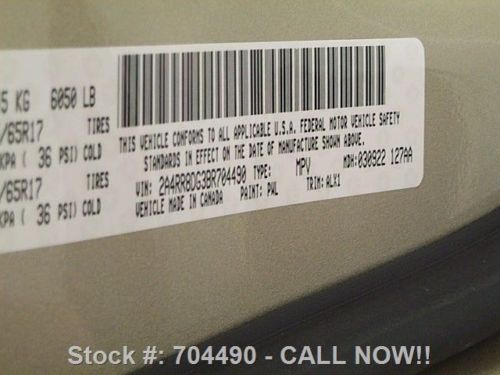 5 KG 6050 LB
/65R17 TIRES
KPA ( 36 PSI) COLD
/65R17 TIRES
KPA ( 36 PSI) COLD
THIS VEHICLE CONFORMS TO ALL APPLICABLE U.S.A. FEDERAL MOTOR VEHICLE SAFETY
STANDARDS IN EFFECT ON THE DATE OF MANUFACTURE SHOWN ABOVE.
VIN: 2A4RR8DG3BR704490 TYPE: MPV MDH: 030922 127AA
MADE IN CANADA PAINT: PWL TRIM: ALX1
Stock #: 704490 - CALL NOW!!